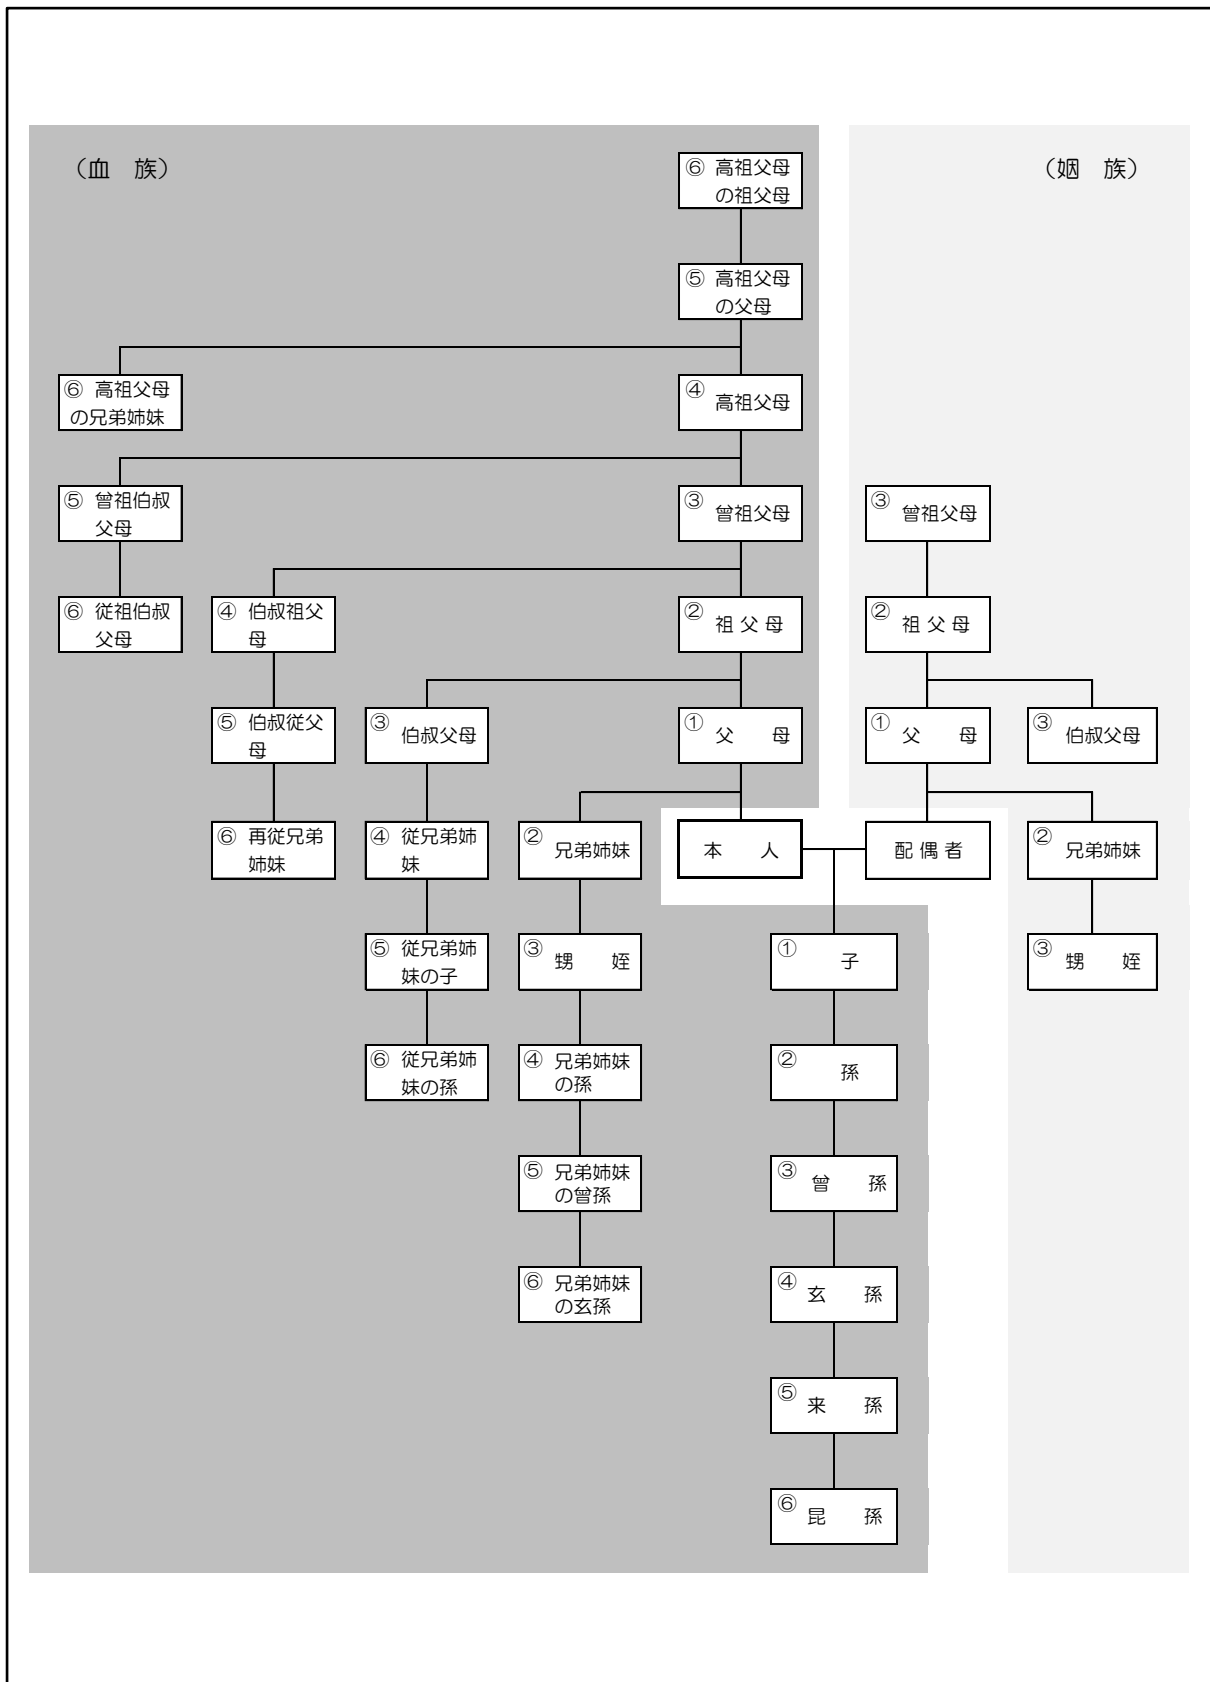 （血　族）
（姻　族）
⑥ 高祖父母
の祖父母
⑤ 高祖父母
の父母
⑥ 高祖父母
の兄弟姉妹
④ 高祖父母
⑤ 曾祖伯叔
父母
③ 曾祖父母
③ 曾祖父母
⑥ 従祖伯叔
父母
④ 伯叔祖父
母
② 祖 父 母
② 祖 父 母
⑤ 伯叔従父
母
③ 伯叔父母
① 父　　母
① 父　　母
③ 伯叔父母
⑥ 再従兄弟
姉妹
④ 従兄弟姉
妹
② 兄弟姉妹
本　　人
配 偶 者
② 兄弟姉妹
⑤ 従兄弟姉
妹の子
③ 甥　　姪
① 子
③ 甥　　姪
⑥ 従兄弟姉
妹の孫
④ 兄弟姉妹
の孫
② 孫
⑤ 兄弟姉妹
の曾孫
③ 曾　　孫
⑥ 兄弟姉妹
の玄孫
④ 玄　　孫
⑤ 来　　孫
⑥ 昆　　孫